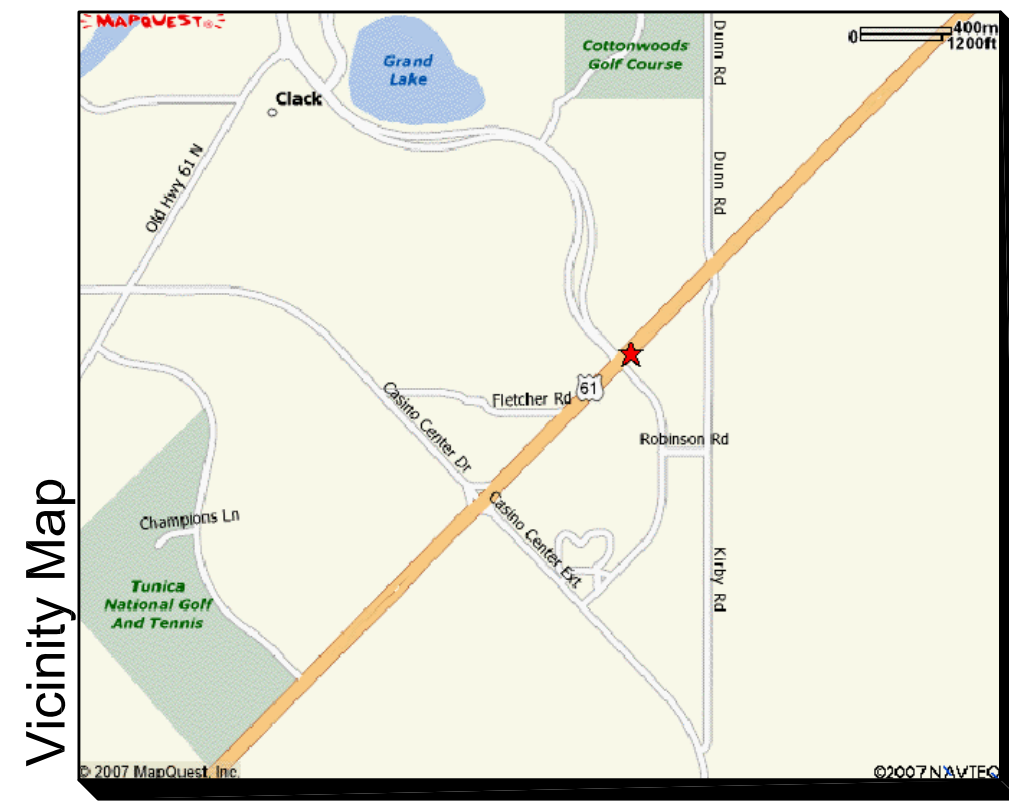 MAPQUEST
0 400m
1200ft
Cottonwoods
Golf Course
Dunn Rd
Grand
Lake
Clack
Dunn Rd
Old Hwy 61 N
61
Fletcher Rd
Casino Center Dr
Robinson Rd
Casino Center Ext
Champions Ln
Kirby Rd
Tunica
National Golf
And Tennis
Vicinity Map
© 2007 MapQuest, Inc.
©2007 NAVTEQ